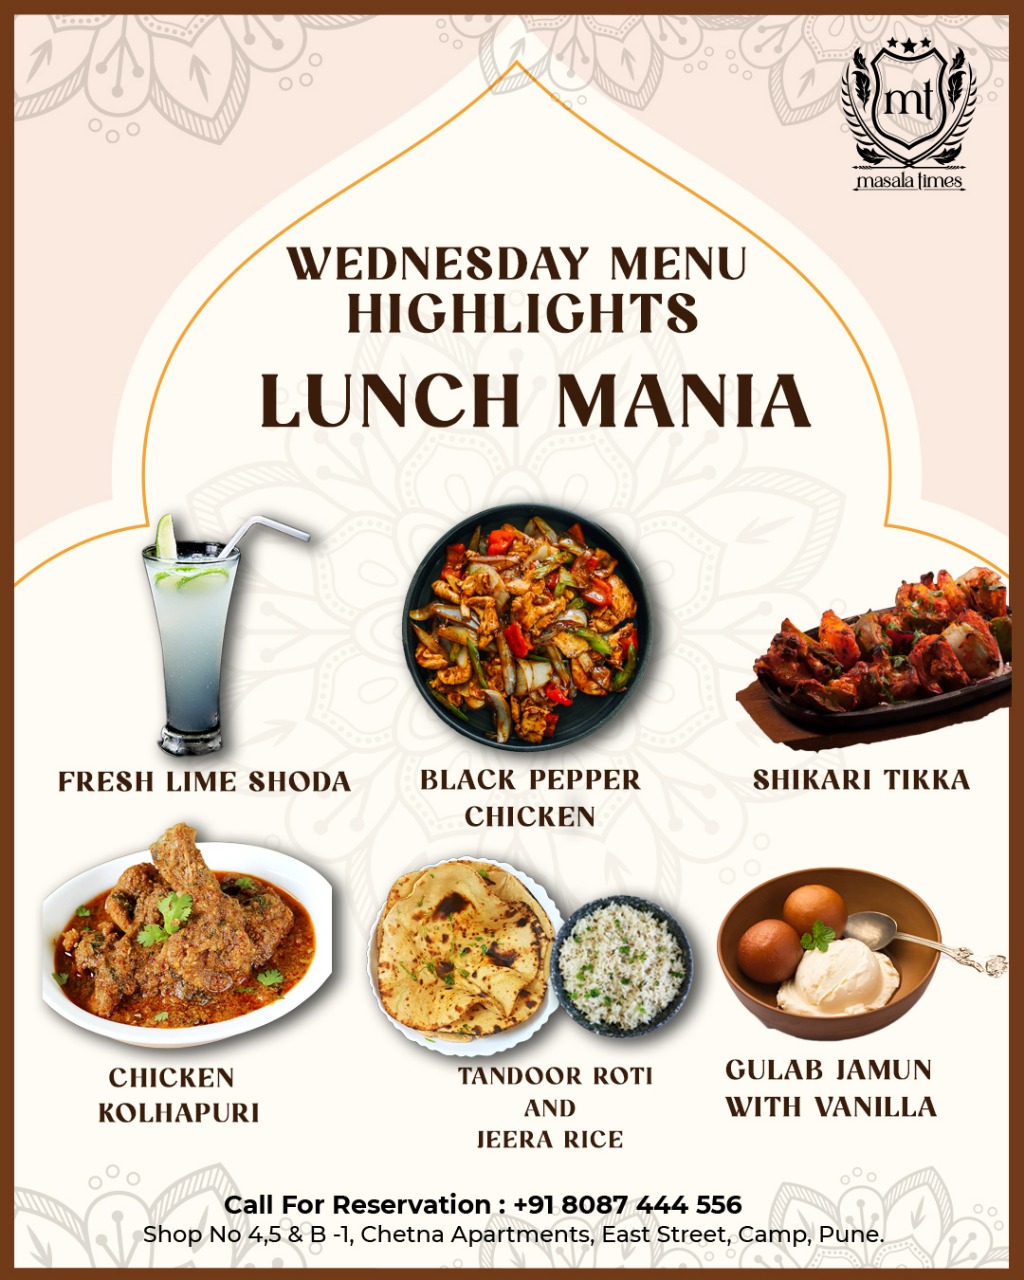 mt
masala times
WEDNESDAY MENU
HIGHLIGHTS
LUNCH MANIA
FRESH LIME SHODA
BLACK PEPPER
CHICKEN
SHIKARI TIKKA
CHICKEN
KOLHAPURI
TANDOOR ROTI
AND
JEERA RICE
GULAB JAMUN
WITH VANILLA
Call For Reservation : +91 8087 444 556
Shop No 4,5 & B -1, Chetna Apartments, East Street, Camp, Pune.